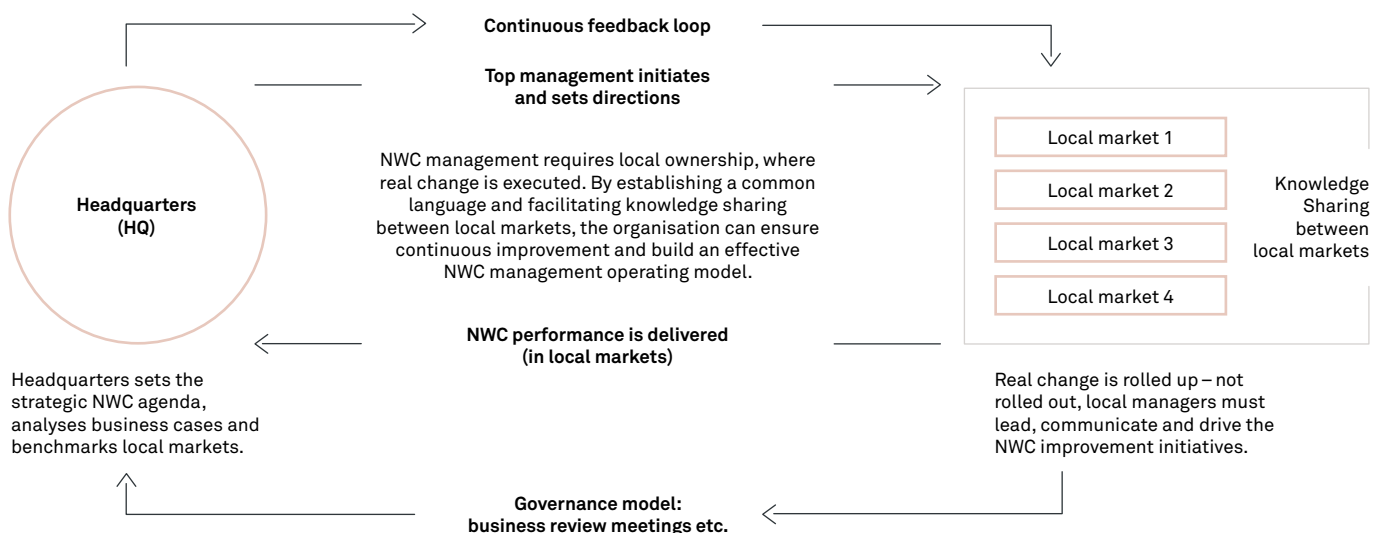 Continuous feedback loop
Top management initiates
and sets directions
Headquarters
(HQ)
NWC management requires local ownership, where
real change is executed. By establishing a common
language and facilitating knowledge sharing
between local markets, the organisation can ensure
continuous improvement and build an effective
NWC management operating model.
Local market 1
Local market 2
Local market 3
Local market 4
Knowledge
Sharing
between
local markets
NWC performance is delivered
(in local markets)
Headquarters sets the
strategic NWC agenda,
analyses business cases and
benchmarks local markets.
Real change is rolled up – not
rolled out, local managers must
lead, communicate and drive the
NWC improvement initiatives.
Governance model:
business review meetings etc.